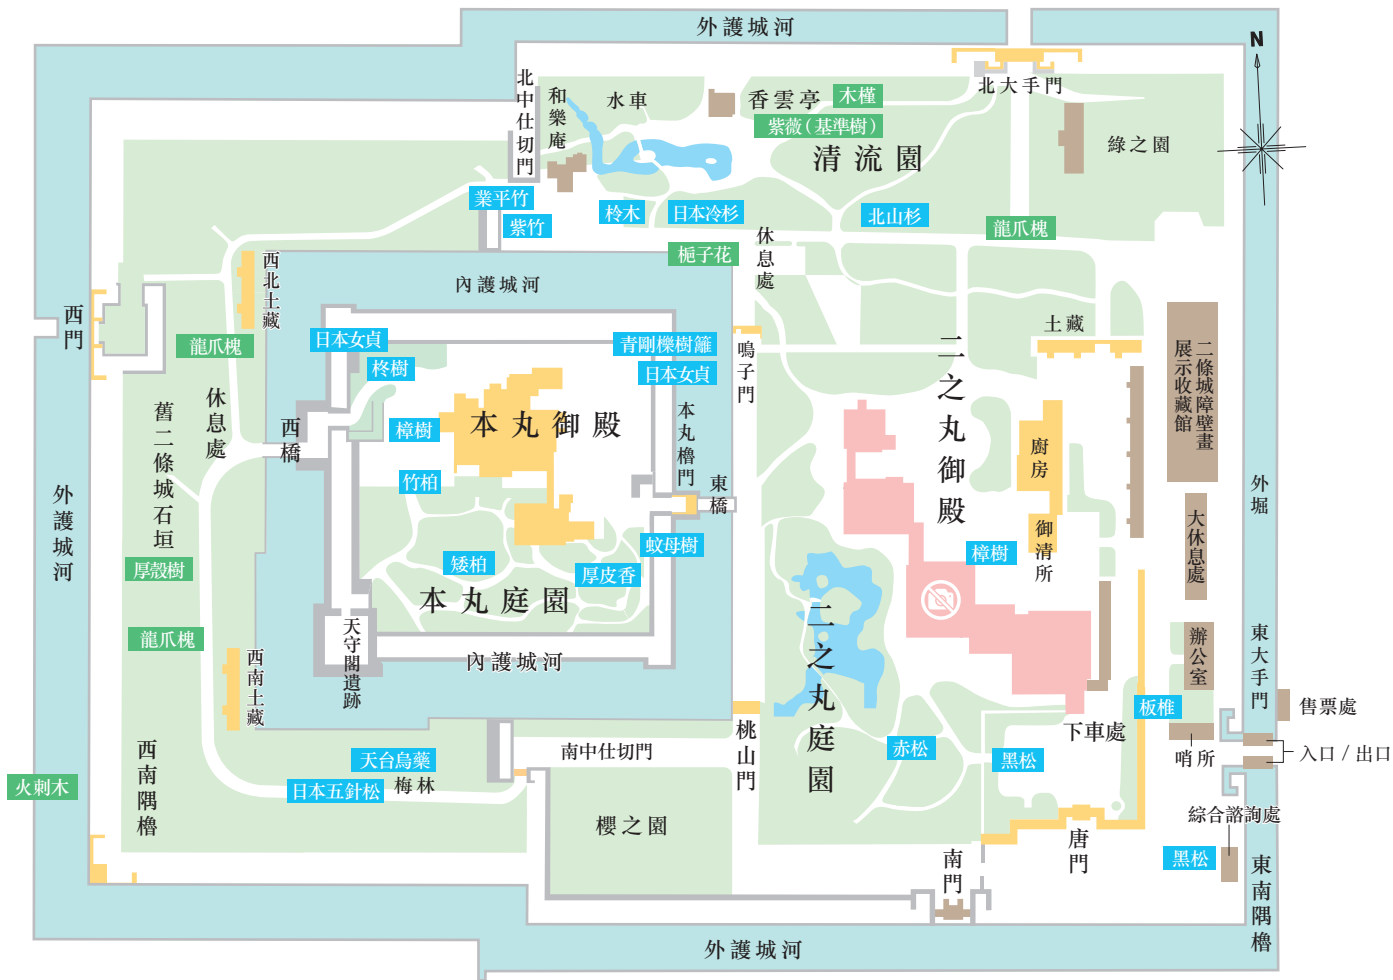 外護城河
N
北大手門
北中仕切門
和樂庵
水車
香雲亭
木槿
紫薇(基準樹)
清流園
綠之園
業平竹
紫竹
柃木
日本冷杉
北山杉
龍爪槐
梔子花
休息處
西北土藏
內護城河
西門
龍爪槐
日本女貞
柊樹
青剛櫟樹籬
日本女貞
鳴子門
土藏
二條城障壁畫
展示收藏館
二之丸御殿
休息處
舊二條城石垣
西橋
樟樹
本丸御殿
本丸櫓門
東橋
竹柏
廚房
御清所
外堀
大休息處
外護城河
厚殼樹
矮柏
厚皮香
蚊母樹
樟樹
本丸庭園
二之丸庭園
龍爪槐
西南土藏
天守閣遺跡
內護城河
辦公室
東大手門
售票處
板椎
下車處
哨所
入口 / 出口
西南隅櫓
火刺木
天台烏藥
日本五針松
梅林
南中仕切門
桃山門
赤松
黑松
櫻之園
綜合諮詢處
唐門
南門
黑松
東南隅櫓
外護城河